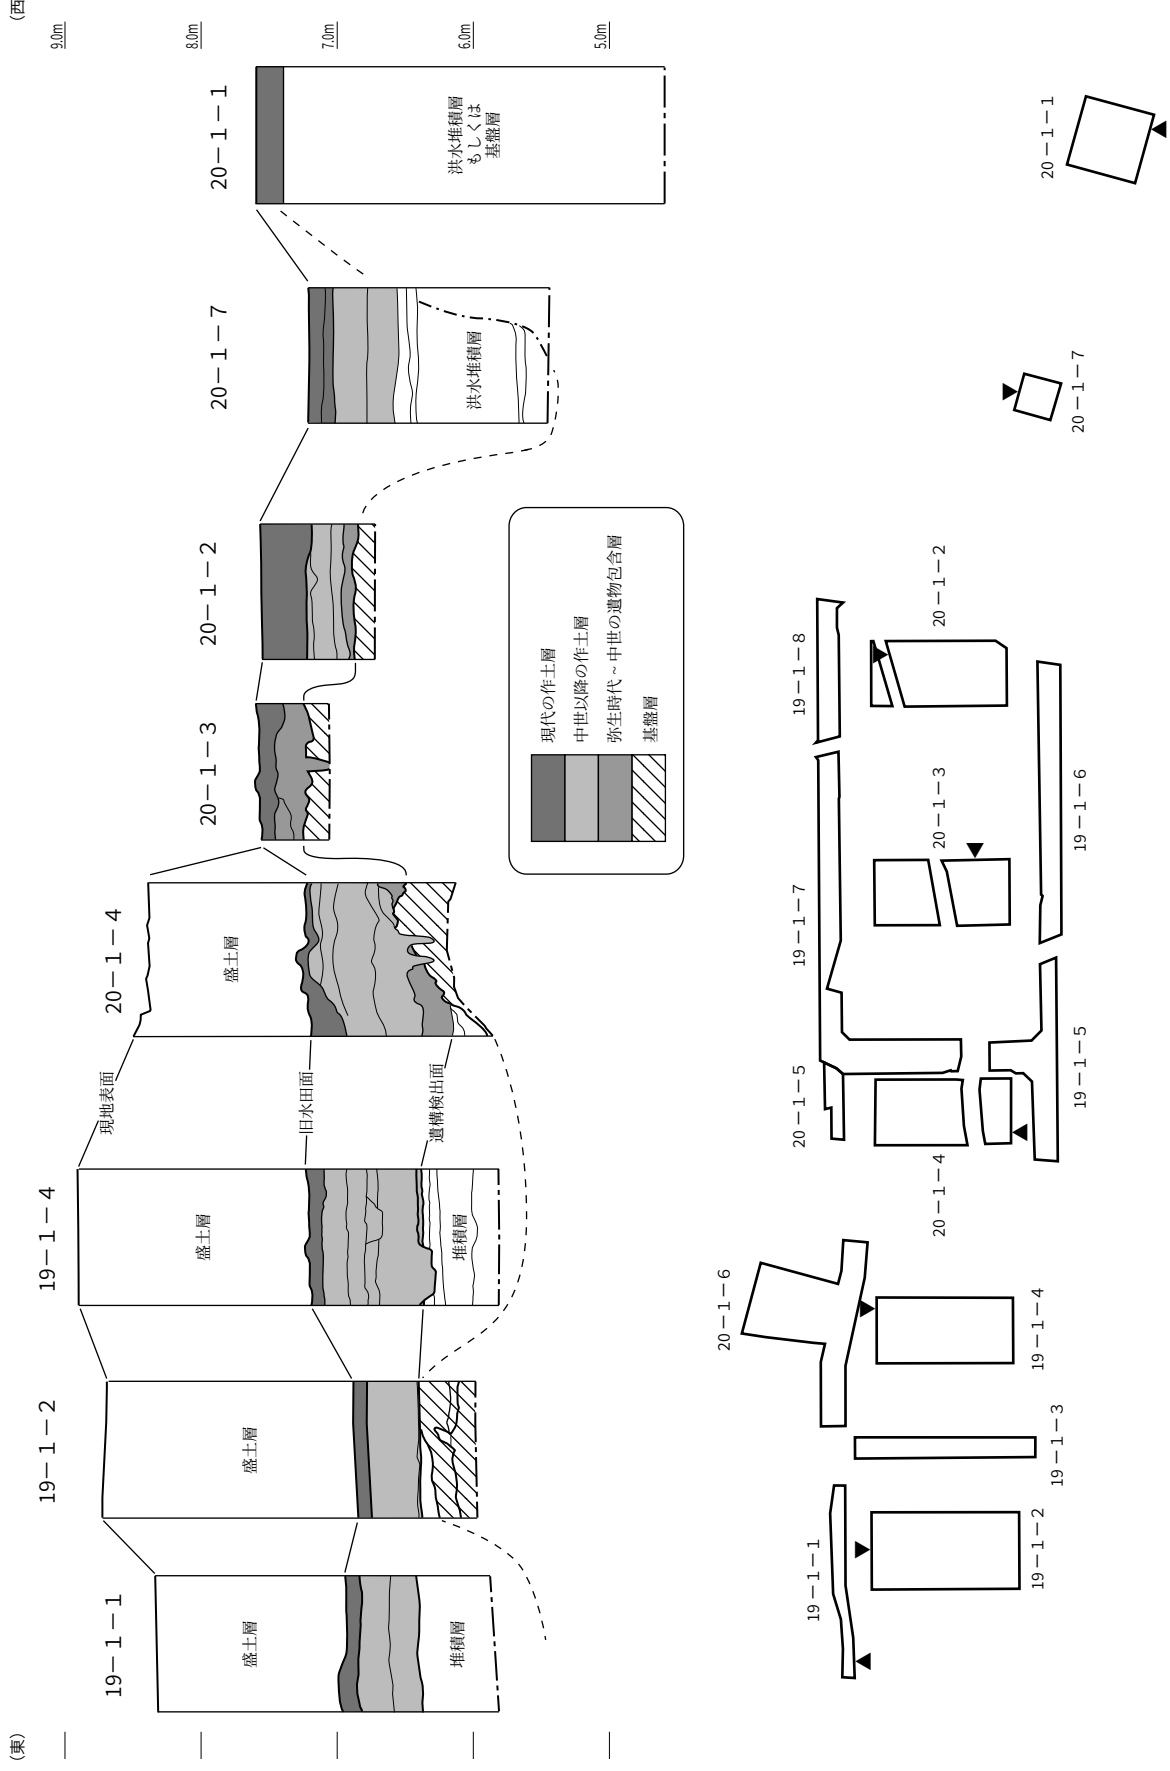 （西
9.0m
8.0m
7.0m
6.0m
5.0m
20－1－1
洪水堆積層
もしくは
基盤層
20－1－7
洪水堆積層
20－1－2
20－1－3
20－1－4
盛土層
現地表面
旧水田面
遺構検出面
19－1－4
盛土層
堆積層
19－1－2
盛土層
19－1－1
盛土層
堆積層
（東）
現代の作土層
中世以降の作土層
弥生時代～中世の遺物包含層
基盤層
20－1－1
20－1－7
20－1－2
19－1－8
20－1－3
19－1－6
19－1－7
20－1－5
19－1－5
20－1－4
20－1－6
19－1－4
19－1－3
19－1－1
19－1－2